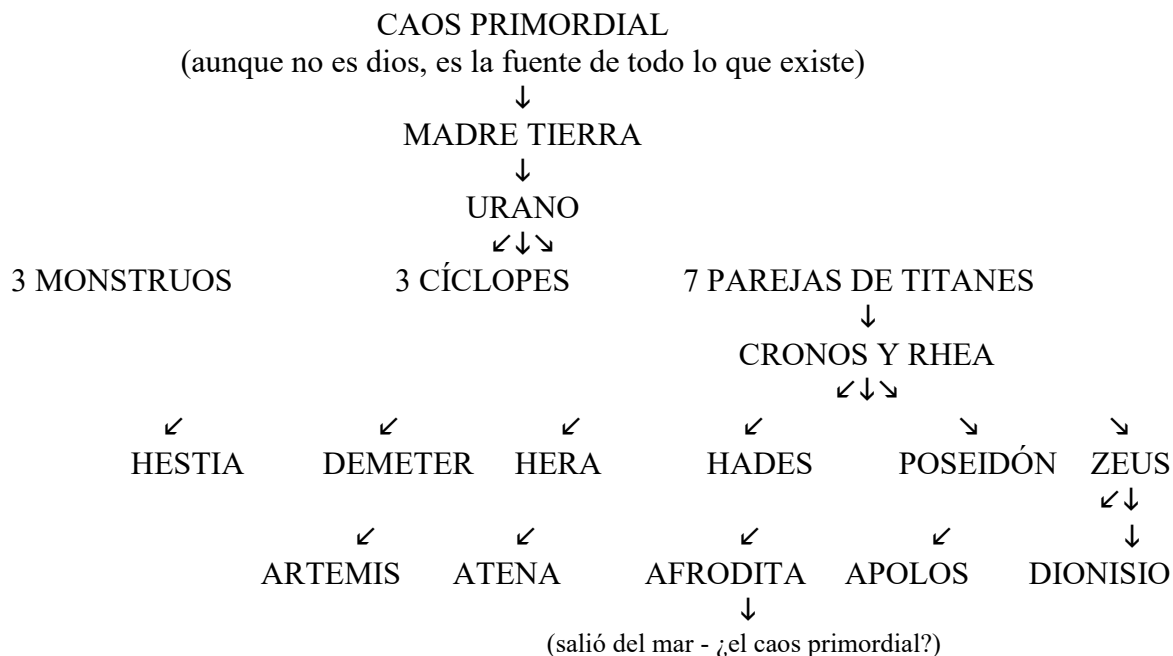 CAOS PRIMORDIAL
(aunque no es dios, es la fuente de todo lo que existe)
↓
MADRE TIERRA
↓
URANO
↙↓↘
3 MONSTRUOS 3 CÍCLOPES 7 PAREJAS DE TITANES
↓
CRONOS Y RHEA
↙↓↘
↙ ↙ ↙ ↙ ↘ ↘
HESTIA DEMETER HERA HADES POSEIDÓN ZEUS
↙↓
↙ ↙ ↙ ↙ ↓
ARTEMIS ATENA AFRODITA APOLOS DIONISIO
↓
(salió del mar - ¿el caos primordial?)